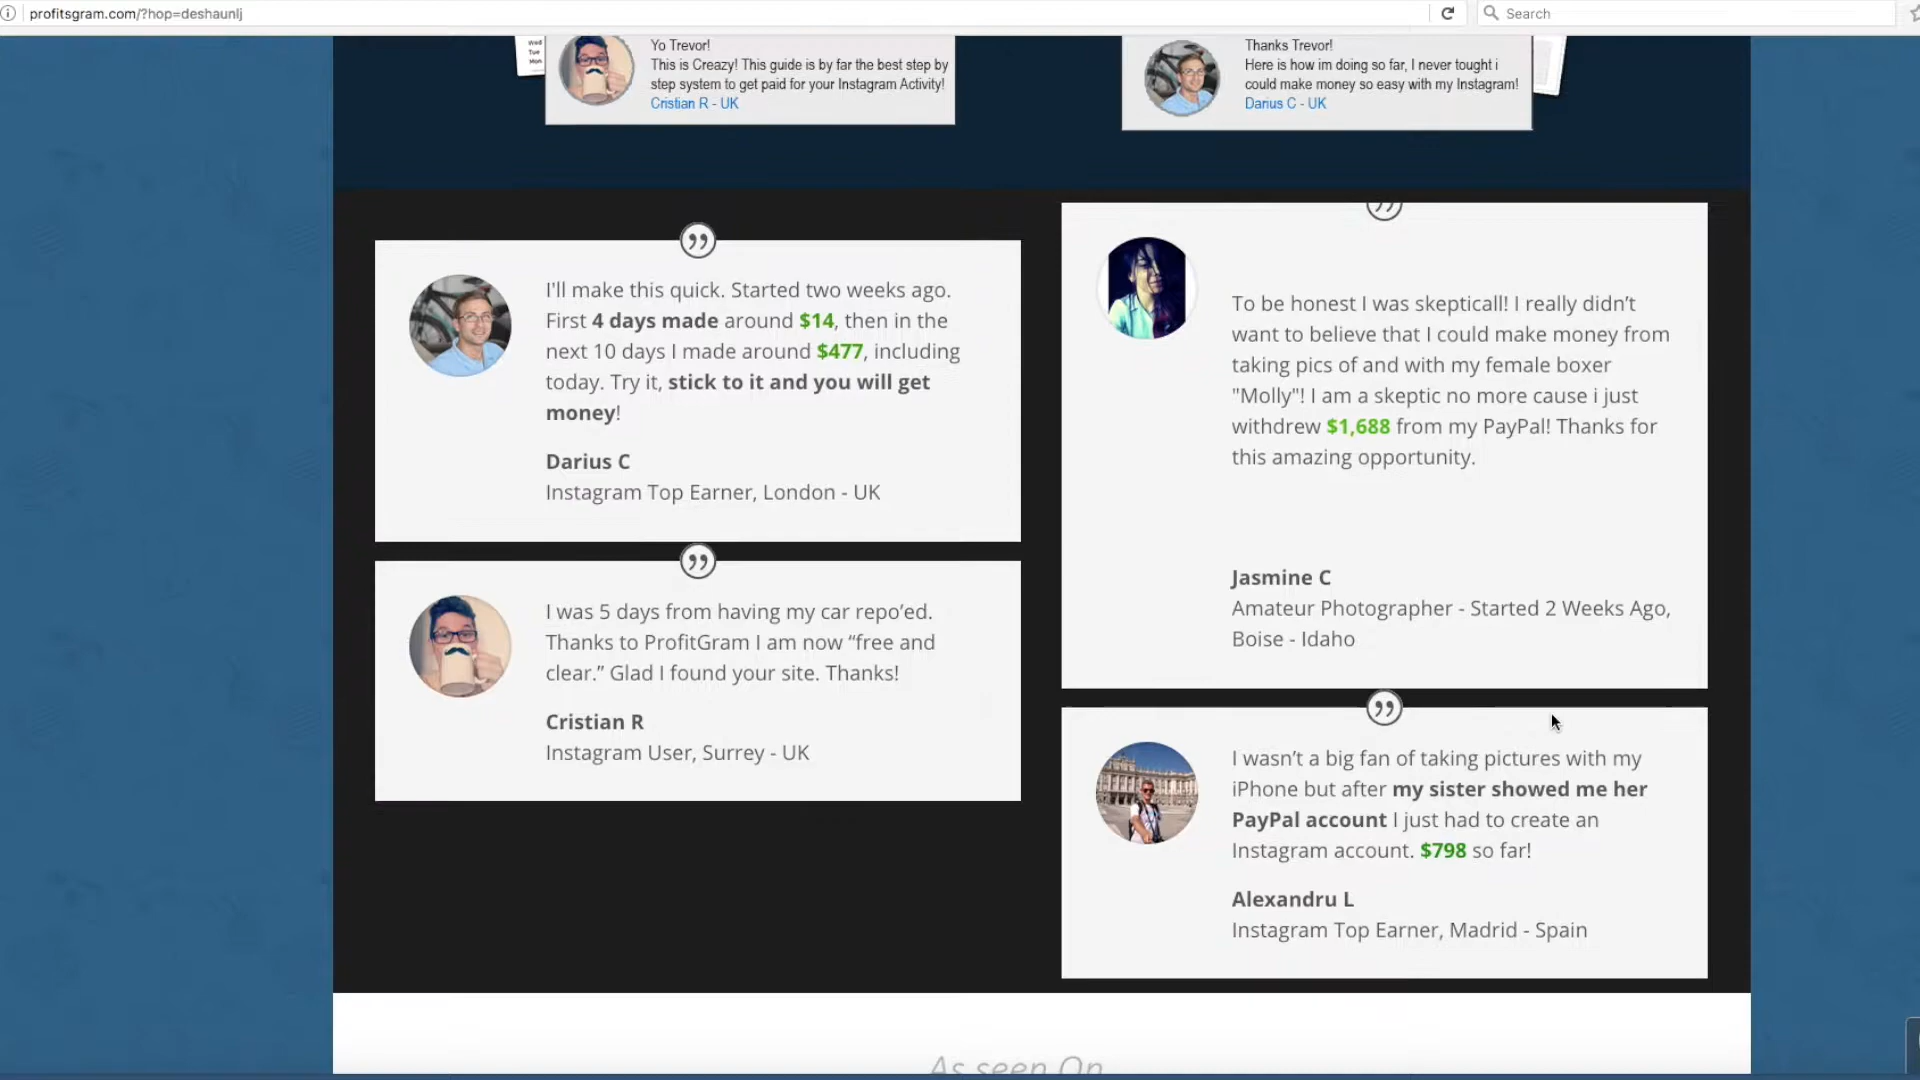 profitsgram.com/?hop=deshaunlj
Search
Wed
Tue
Mon
Yo Trevor!
This is Creazy! This guide is by far the best step by
step system to get paid for your Instagram Activity!
Cristian R - UK
Thanks Trevor!
Here is how im doing so far, I never tought i
could make money so easy with my Instagram!
Darius C - UK
I'll make this quick. Started two weeks ago.
First 4 days made around $14, then in the
next 10 days I made around $477, including
today. Try it, stick to it and you will get
money!
Darius C
Instagram Top Earner, London - UK
I was 5 days from having my car repo’ed.
Thanks to ProfitGram I am now “free and
clear.” Glad I found your site. Thanks!
Cristian R
Instagram User, Surrey - UK
To be honest I was skepticall! I really didn’t
want to believe that I could make money from
taking pics of and with my female boxer
"Molly"! I am a skeptic no more cause i just
withdrew $1,688 from my PayPal! Thanks for
this amazing opportunity.
Jasmine C
Amateur Photographer - Started 2 Weeks Ago,
Boise - Idaho
I wasn’t a big fan of taking pictures with my
iPhone but after my sister showed me her
PayPal account I just had to create an
Instagram account. $798 so far!
Alexandru L
Instagram Top Earner, Madrid - Spain
As seen On